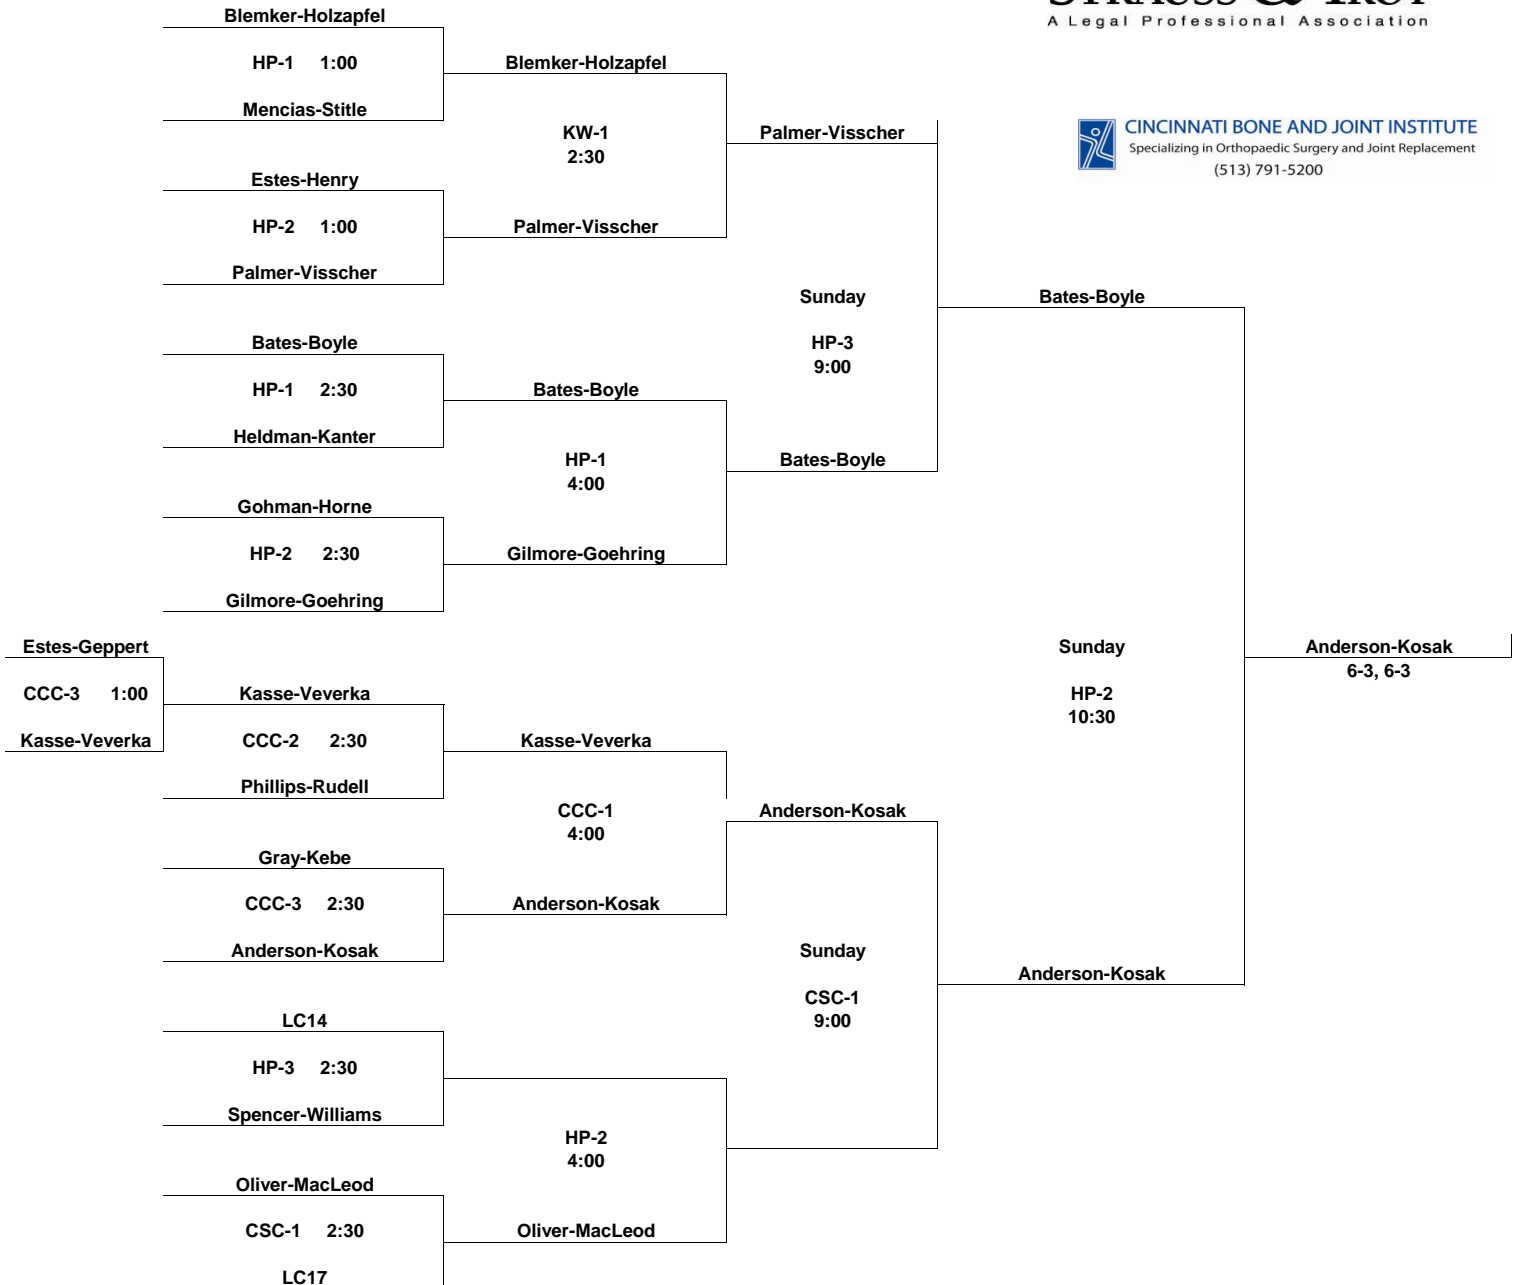 STRAUSS & TROY
A Legal Professional Association
CINCINNATI BONE AND JOINT INSTITUTE
Specializing in Orthopaedic Surgery and Joint Replacement
(513) 791-5200
Blemker-Holzapfel
HP-1 1:00
Mencias-Stitle
Estes-Henry
HP-2 1:00
Palmer-Visscher
Bates-Boyle
HP-1 2:30
Heldman-Kanter
Gohman-Horne
HP-2 2:30
Gilmore-Goehring
Estes-Geppert
CCC-3 1:00
Kasse-Veverka
Kasse-Veverka
CCC-2 2:30
Phillips-Rudell
Gray-Kebe
CCC-3 2:30
Anderson-Kosak
LC14
HP-3 2:30
Spencer-Williams
Oliver-MacLeod
CSC-1 2:30
LC17
Blemker-Holzapfel
KW-1
2:30
Palmer-Visscher
Bates-Boyle
HP-1
4:00
Gilmore-Goehring
Kasse-Veverka
CCC-1
4:00
Anderson-Kosak
HP-2
4:00
Oliver-MacLeod
Palmer-Visscher
Sunday
HP-3
9:00
Bates-Boyle
Anderson-Kosak
Sunday
CSC-1
9:00
Bates-Boyle
Sunday
HP-2
10:30
Anderson-Kosak
Anderson-Kosak
6-3, 6-3